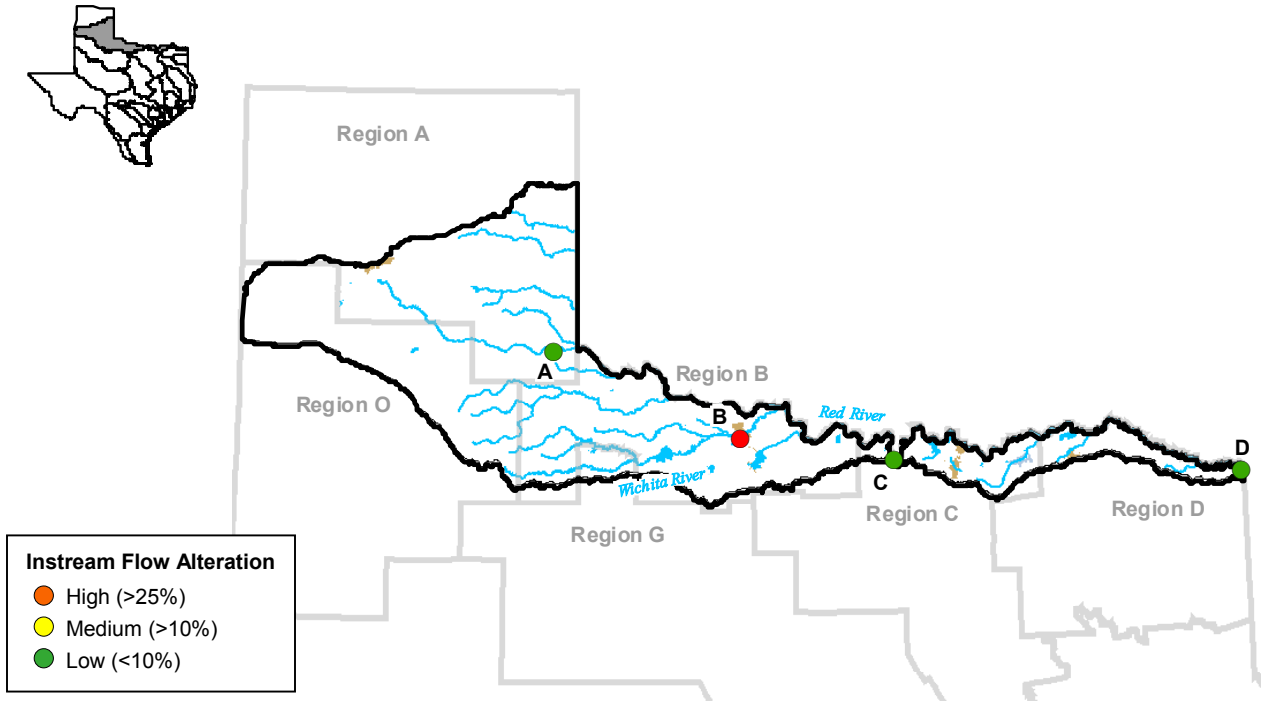 Region A
Region B
Region O
A
B
Red River
D
Wichita River
C
Region C
Region D
Region G
Instream Flow Alteration
High (>25%)
Medium (>10%)
Low (<10%)